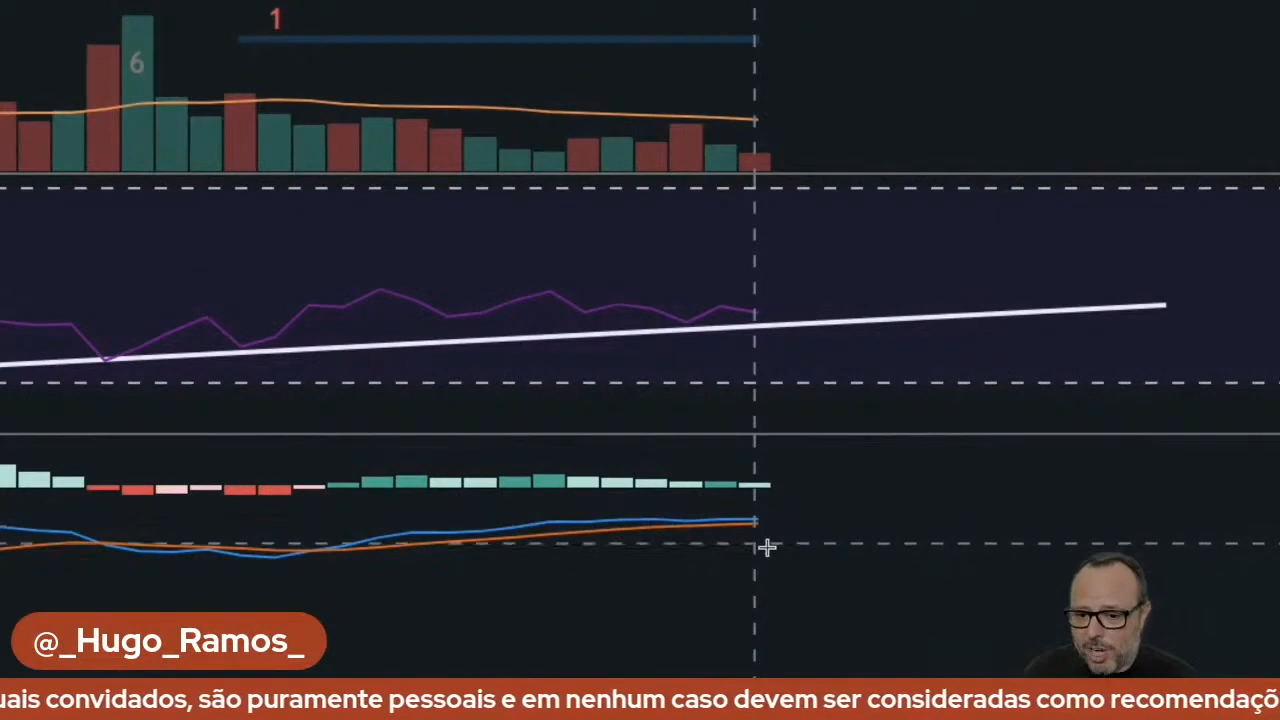 1
6
@_Hugo_Ramos_
uais convidados, são puramente pessoais e em nenhum caso devem ser consideradas como recomendaçõ